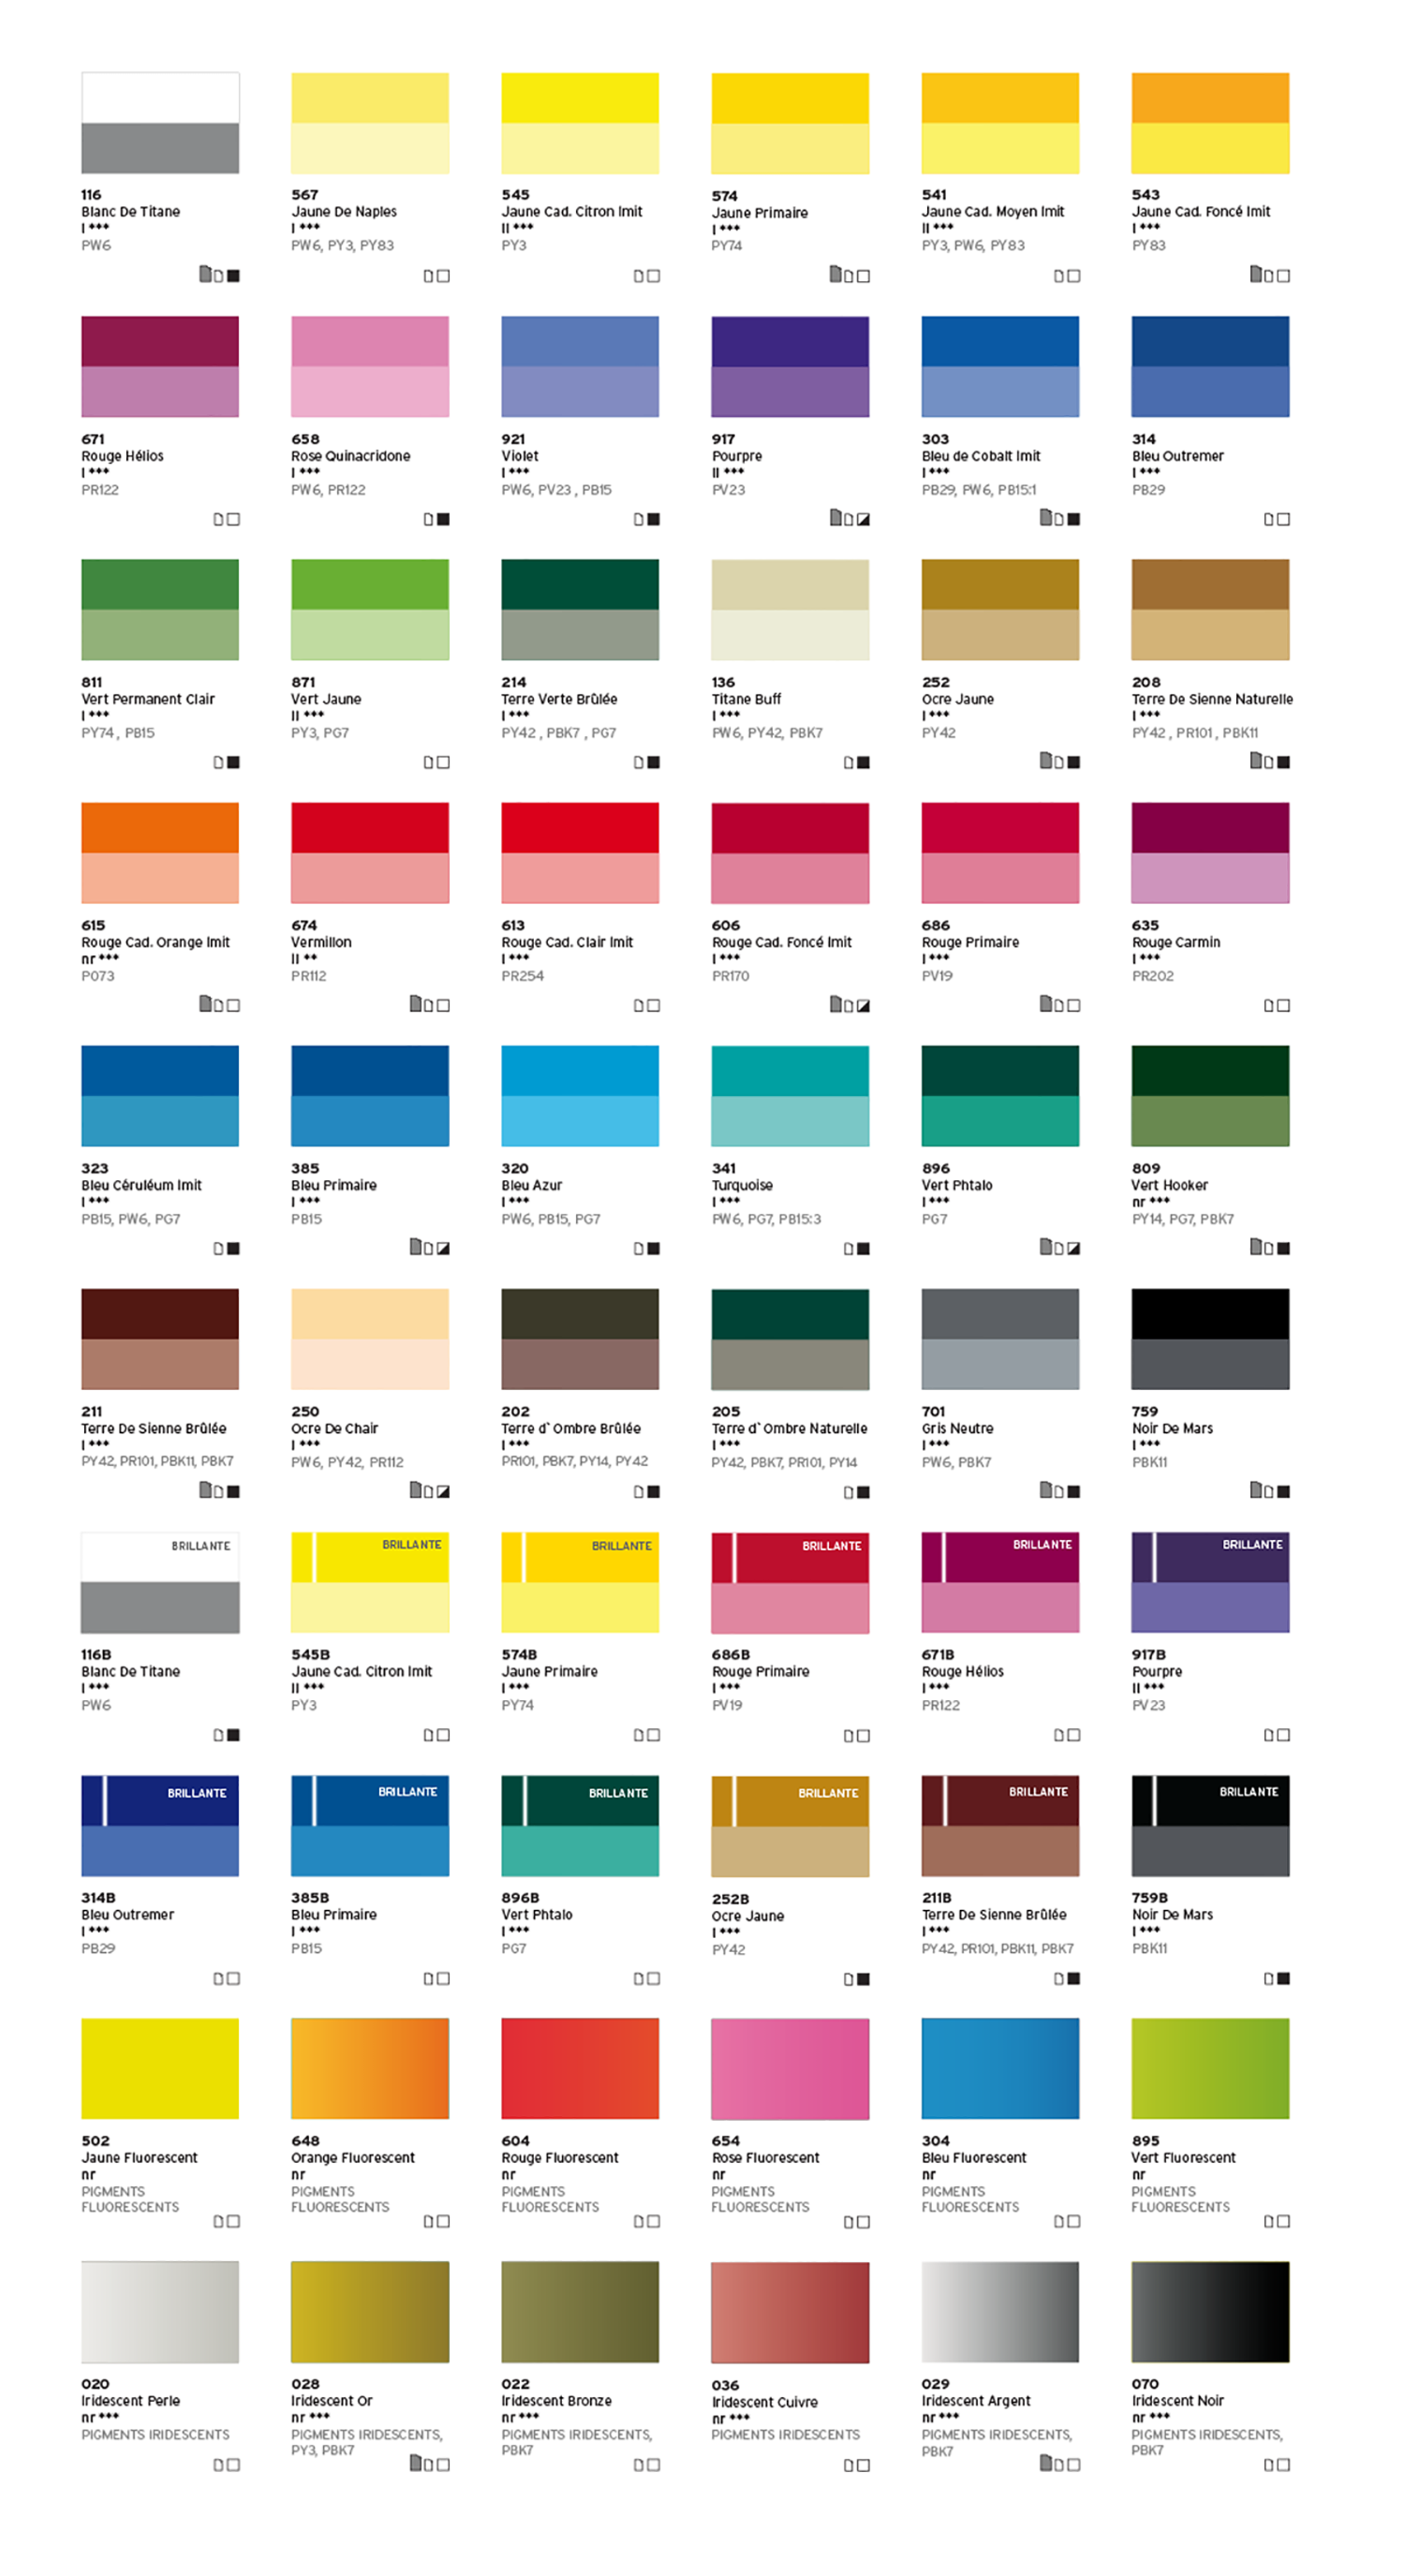 116
Blanc De Titane
I ***
PW6
567
Jaune De Naples
I ***
PW6, PY3, PY83
545
Jaune Cad. Citron Imit
II ***
PY3
574
Jaune Primaire
I ***
PY74
541
Jaune Cad. Moyen Imit
II ***
PY3, PW6, PY83
543
Jaune Cad. Foncé Imit
I ***
PY83
671
Rouge Hélios
I ***
PR122
658
Rose Quinacridone
I ***
PW6, PR122
921
Violet
I ***
PW6, PV23 , PB15
917
Pourpre
II ***
PV23
303
Bleu de Cobalt Imit
I ***
PB29, PW6, PB15:1
314
Bleu Outremer
I ***
PB29
811
Vert Permanent Clair
I ***
PY74 , PB15
871
Vert Jaune
II ***
PY3, PG7
214
Terre Verte Brûlée
I ***
PY42 , PBK7 , PG7
136
Titane Buff
I ***
PW6, PY42, PBK7
252
Ocre Jaune
I ***
PY42
208
Terre De Sienne Naturelle
I ***
PY42 , PR101 , PBK11
615
Rouge Cad. Orange Imit
nr ***
PO73
674
Vermillon
II **
PR112
613
Rouge Cad. Clair Imit
I ***
PR254
606
Rouge Cad. Foncé Imit
I ***
PR170
686
Rouge Primaire
I ***
PV19
635
Rouge Carmin
I ***
PR202
323
Bleu Céruléum Imit
I ***
PB15, PW6, PG7
385
Bleu Primaire
I ***
PB15
320
Bleu Azur
I ***
PW6, PB15, PG7
341
Turquoise
I ***
PW6, PG7, PB15:3
896
Vert Phtalo
I ***
PG7
809
Vert Hooker
nr ***
PY14, PG7, PBK7
211
Terre De Sienne Brûlée
I ***
PY42, PR101, PBK11, PBK7
250
Ocre De Chair
I ***
PW6, PY42, PR112
202
Terre d`Ombre Brûlée
I ***
PR101, PBK7, PY14, PY42
205
Terre d`Ombre Naturelle
I ***
PY42, PBK7, PR101, PY14
701
Gris Neutre
I ***
PW6, PBK7
759
Noir De Mars
I ***
PBK11
BRILLANTE
116B
Blanc De Titane
I ***
PW6
BRILLANTE
545B
Jaune Cad. Citron Imit
II ***
PY3
BRILLANTE
574B
Jaune Primaire
I ***
PY74
BRILLANTE
686B
Rouge Primaire
I ***
PV19
BRILLANTE
671B
Rouge Hélios
I ***
PR122
BRILLANTE
917B
Pourpre
II ***
PV23
BRILLANTE
314B
Bleu Outremer
I ***
PB29
BRILLANTE
385B
Bleu Primaire
I ***
PB15
BRILLANTE
896B
Vert Phtalo
I ***
PG7
BRILLANTE
252B
Ocre Jaune
I ***
PY42
BRILLANTE
211B
Terre De Sienne Brûlée
I ***
PY42, PR101, PBK11, PBK7
BRILLANTE
759B
Noir De Mars
I ***
PBK11
502
Jaune Fluorescent
nr
PIGMENTS
FLUORESCENTS
648
Orange Fluorescent
nr
PIGMENTS
FLUORESCENTS
604
Rouge Fluorescent
nr
PIGMENTS
FLUORESCENTS
654
Rose Fluorescent
nr
PIGMENTS
FLUORESCENTS
304
Bleu Fluorescent
nr
PIGMENTS
FLUORESCENTS
895
Vert Fluorescent
nr
PIGMENTS
FLUORESCENTS
020
Iridescent Perle
nr ***
PIGMENTS IRIDESCENTS
028
Iridescent Or
nr ***
PIGMENTS IRIDESCENTS,
PY3, PBK7
022
Iridescent Bronze
nr ***
PIGMENTS IRIDESCENTS,
PBK7
036
Iridescent Cuivre
nr ***
PIGMENTS IRIDESCENTS
029
Iridescent Argent
nr ***
PIGMENTS IRIDESCENTS,
PBK7
070
Iridescent Noir
nr ***
PIGMENTS IRIDESCENTS,
PBK7